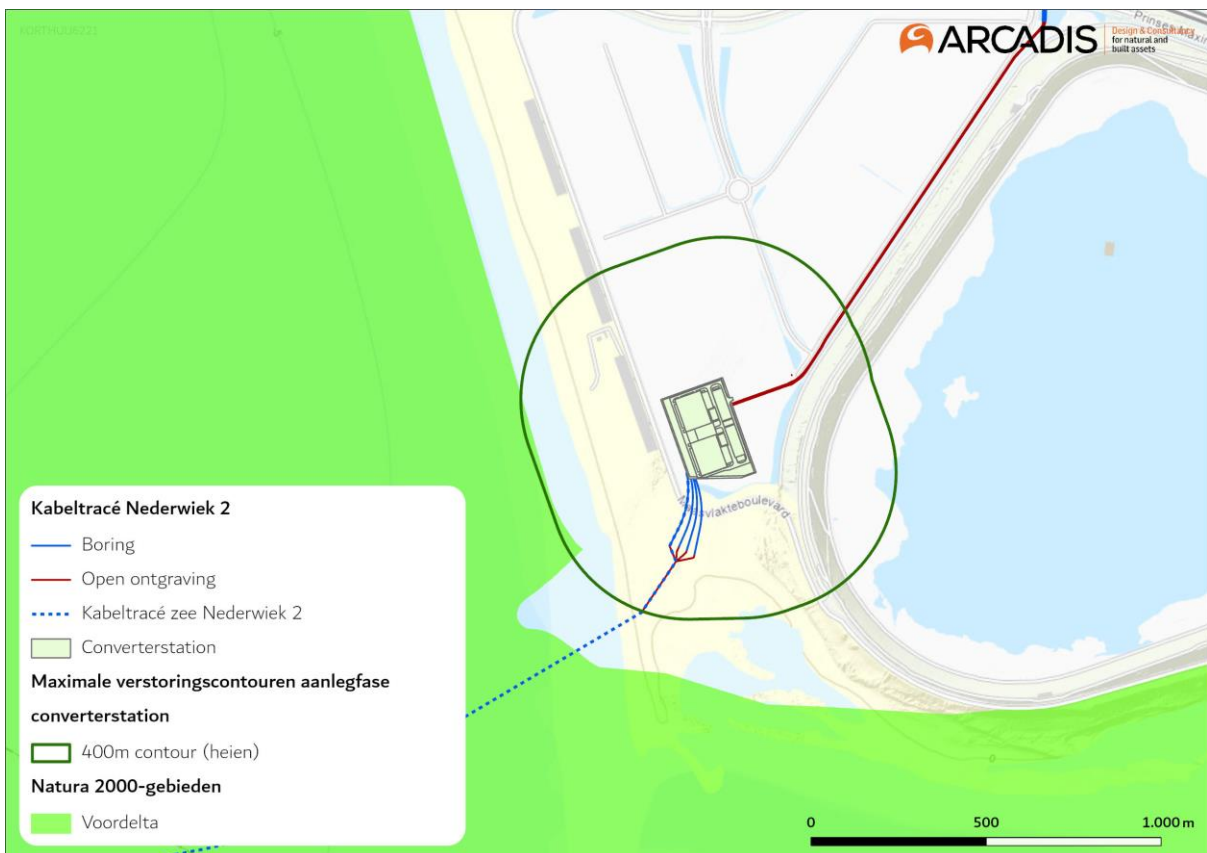 KORTHUJU6221
ARCADIS
Design & Consultancy
for natural and
built assets
Maasvlakteboulevard
Kabeltracé Nederwiek 2
Boring
Open ontgraving
Kabeltracé zee Nederwiek 2
Converterstation
Maximale verstoringscontouren aanlegfase
converterstation
400m contour (heien)
Natura 2000-gebieden
Voordelta
0
500
1.000 m